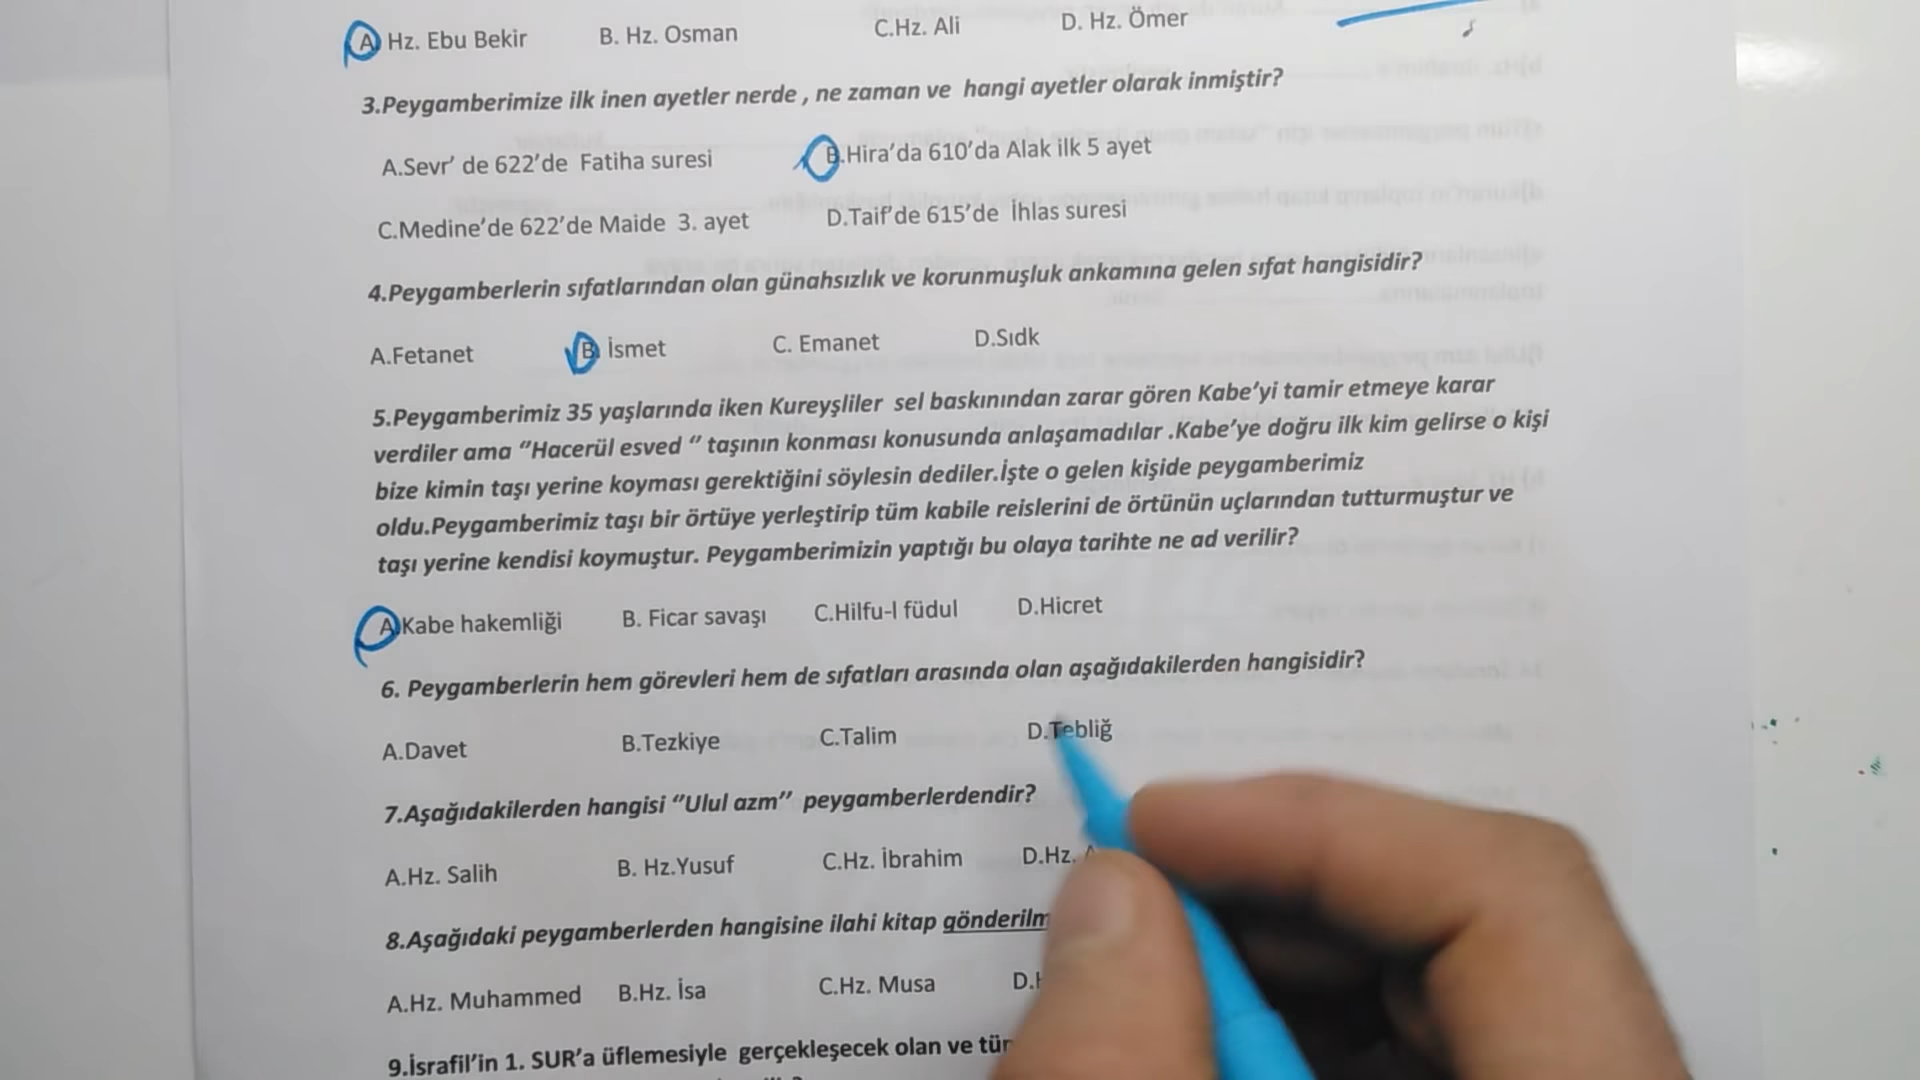 A. Hz. Ebu Bekir B. Hz. Osman C.Hz. Ali D. Hz. Ömer
3.Peygamberimize ilk inen ayetler nerde , ne zaman ve hangi ayetler olarak inmiştir?
A.Sevr’ de 622’de Fatiha suresi B.Hira’da 610’da Alak ilk 5 ayet
C.Medine’de 622’de Maide 3. ayet D.Taif’de 615’de İhlas suresi
4.Peygamberlerin sıfatlarından olan günahsızlık ve korunmuşluk ankamına gelen sıfat hangisidir?
A.Fetanet B. İsmet C. Emanet D.Sıdk
5.Peygamberimiz 35 yaşlarında iken Kureyşliler sel baskınından zarar gören Kabe’yi tamir etmeye karar
verdiler ama ‘’Hacerül esved ‘’ taşının konması konusunda anlaşamadılar .Kabe’ye doğru ilk kim gelirse o kişi
bize kimin taşı yerine koyması gerektiğini söylesin dediler.İşte o gelen kişide peygamberimiz
oldu.Peygamberimiz taşı bir örtüye yerleştirip tüm kabile reislerini de örtünün uçlarından tutturmuştur ve
taşı yerine kendisi koymuştur. Peygamberimizin yaptığı bu olaya tarihte ne ad verilir?
A.Kabe hakemliği B. Ficar savaşı C.Hilfu-l füdul D.Hicret
6. Peygamberlerin hem görevleri hem de sıfatları arasında olan aşağıdakilerden hangisidir?
A.Davet B.Tezkiye C.Talim D.Tebliğ
7.Aşağıdakilerden hangisi ‘’Ulul azm’’ peygamberlerdendir?
A.Hz. Salih B. Hz.Yusuf C.Hz. İbrahim D.Hz.
8.Aşağıdaki peygamberlerden hangisine ilahi kitap
A.Hz. Muhammed B.Hz. İsa C.Hz. Musa D.
9.İsrafil’in 1. SUR’a üflemesiyle gerçekleşecek olan ve